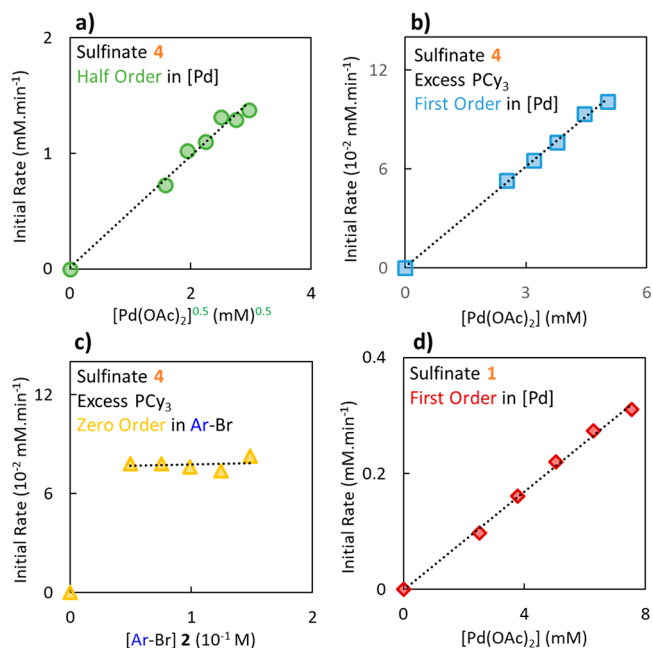 a)
Sulfinate 4
Half Order in [Pd]
Initial Rate (mM.min⁻¹)
2
1
0
0
2
4
[Pd(OAc)₂]⁰·⁵ (mM)⁰·⁵
b)
Sulfinate 4
Excess PCy₃
First Order in [Pd]
Initial Rate (10⁻² mM.min⁻¹)
12
6
0
0
3
6
[Pd(OAc)₂] (mM)
c)
Sulfinate 4
Excess PCy₃
Zero Order in Ar-Br
Initial Rate (10⁻² mM.min⁻¹)
12
6
0
0
1
2
[Ar-Br] 2 (10⁻¹ M)
d)
Sulfinate 1
First Order in [Pd]
Initial Rate (mM.min⁻¹)
0.4
0.2
0
0
4
8
[Pd(OAc)₂] (mM)